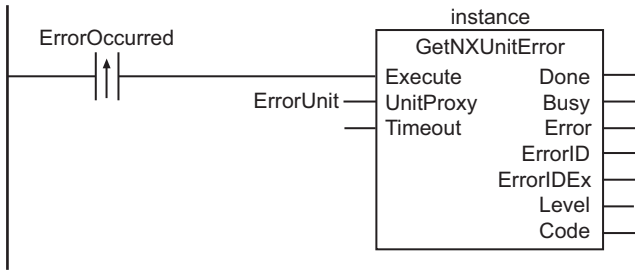 instance
ErrorOccurred
GetNXUnitError
Execute Done
ErrorUnit UnitProxy Busy
Timeout Error
ErrorID
ErrorIDEx
Level
Code